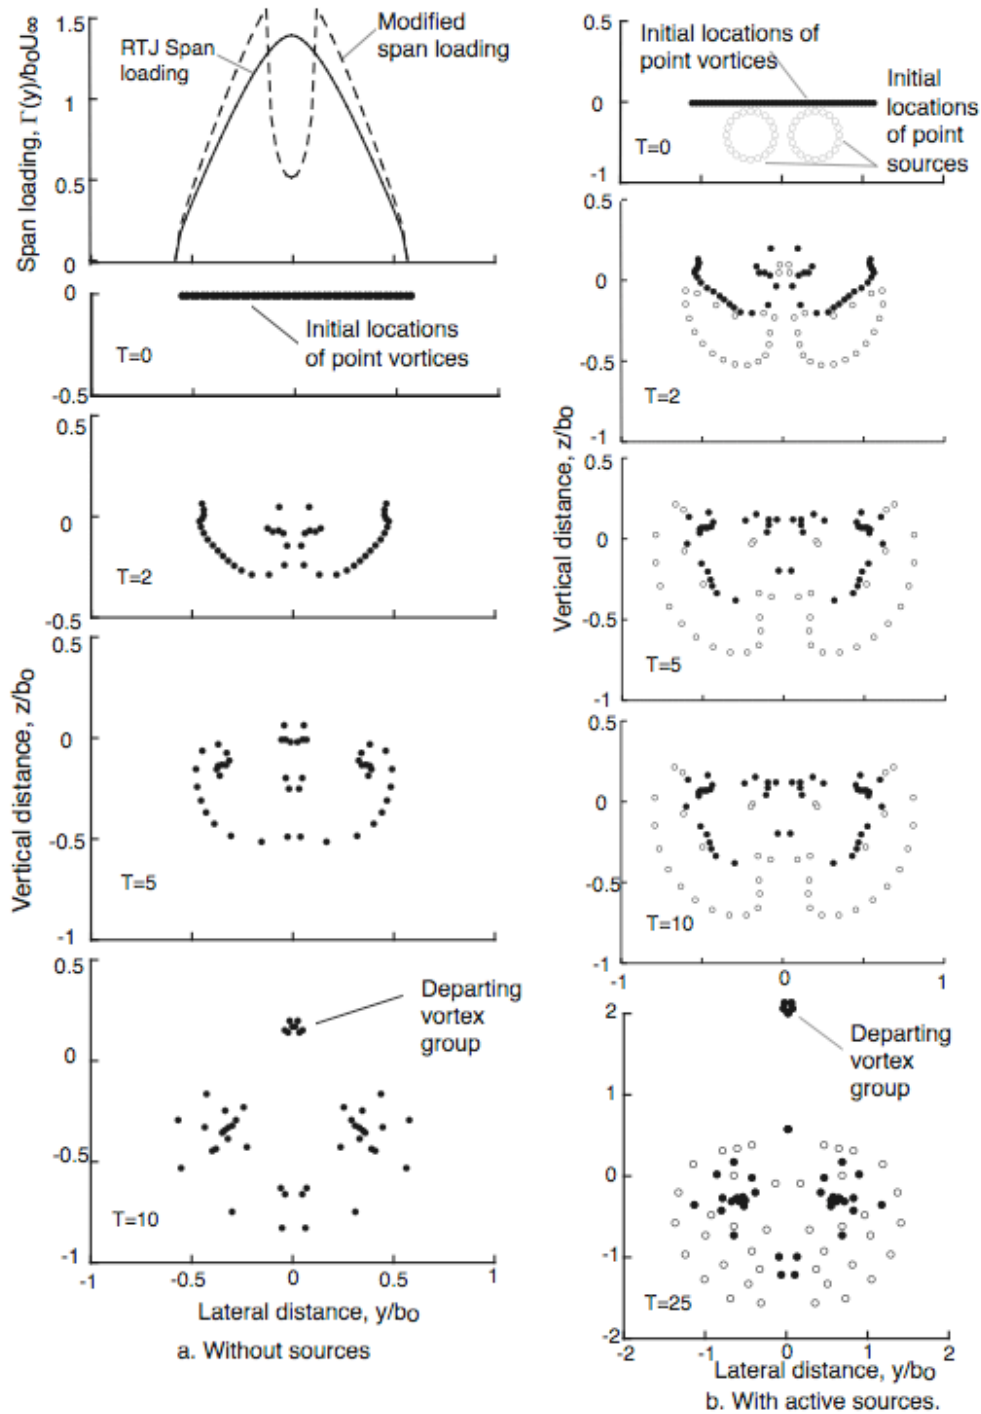 Span loading, Γ(y)/boU∞
1.5
1
0.5
0
RTJ Span
loading
Modified
span loading
0
-0.5
T=0
Initial locations
of point vortices
0.5
0
-0.5
T=2
Vertical distance, z/bo
0.5
0
-0.5
-1
T=5
0.5
0
-0.5
-1
T=10
Departing
vortex
group
-1
-0.5
0
0.5
1
Lateral distance, y/bo
a. Without sources
0.5
0
-1
T=0
Initial locations of
point vortices
Initial
locations
of point
sources
0.5
0
-0.5
-1
T=2
Vertical distance, z/bo
0.5
0
-0.5
-1
T=5
0.5
0
-0.5
-1
T=10
-1
0
1
2
1
0
-1
-2
T=25
Departing
vortex
group
-2
-1
0
1
2
Lateral distance, y/bo
b. With active sources.